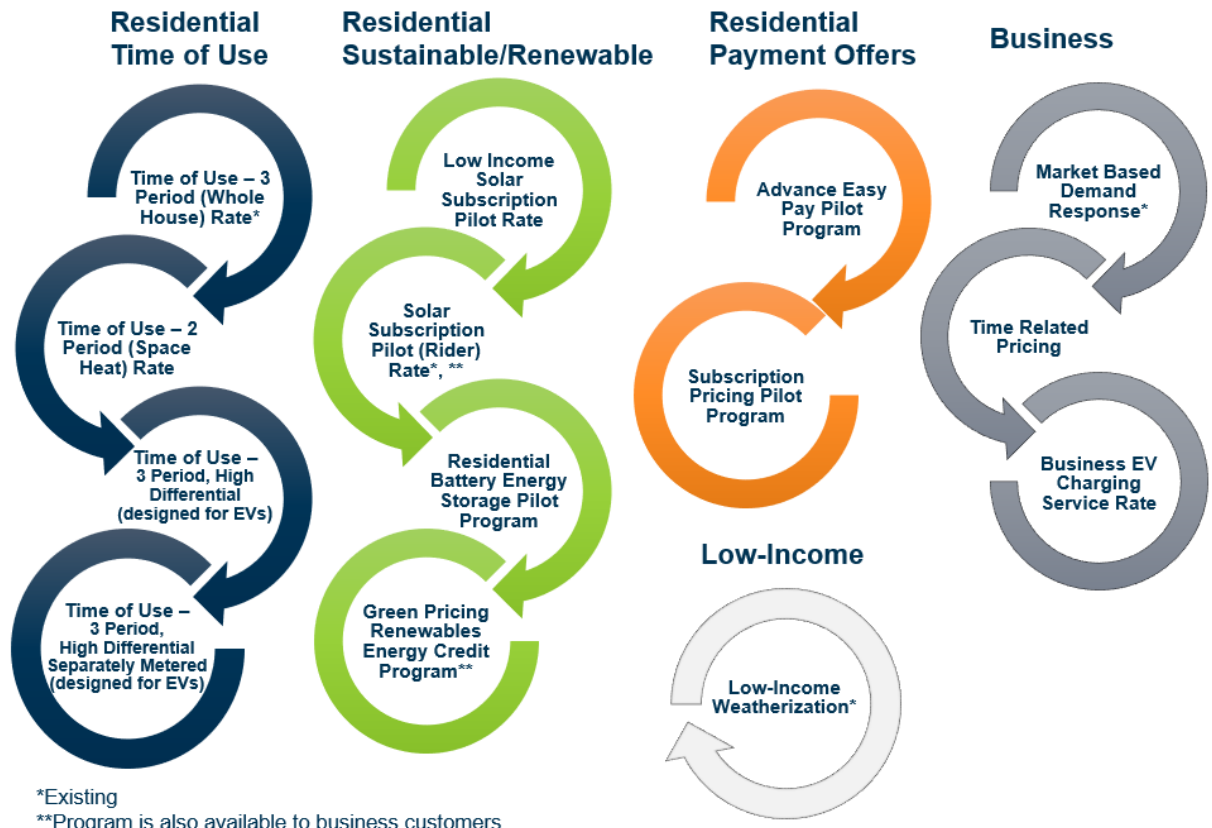 Residential
Time of Use
Time of Use – 3
Period (Whole
House) Rate*
Time of Use – 2
Period (Space
Heat) Rate
Time of Use –
3 Period, High
Differential
(designed for EVs)
Time of Use –
3 Period,
High Differential
Separately Metered
(designed for EVs)
Residential
Sustainable/Renewable
Low Income
Solar
Subscription
Pilot Rate
Solar
Subscription
Pilot (Rider)
Rate*, **
Residential
Battery Energy
Storage Pilot
Program
Green Pricing
Renewables
Energy Credit
Program**
Residential
Payment Offers
Advance Easy
Pay Pilot
Program
Subscription
Pricing Pilot
Program
Low-Income
Low-Income
Weatherization*
Business
Market Based
Demand
Response*
Time Related
Pricing
Business EV
Charging
Service Rate
*Existing
**Program is also available to business customers